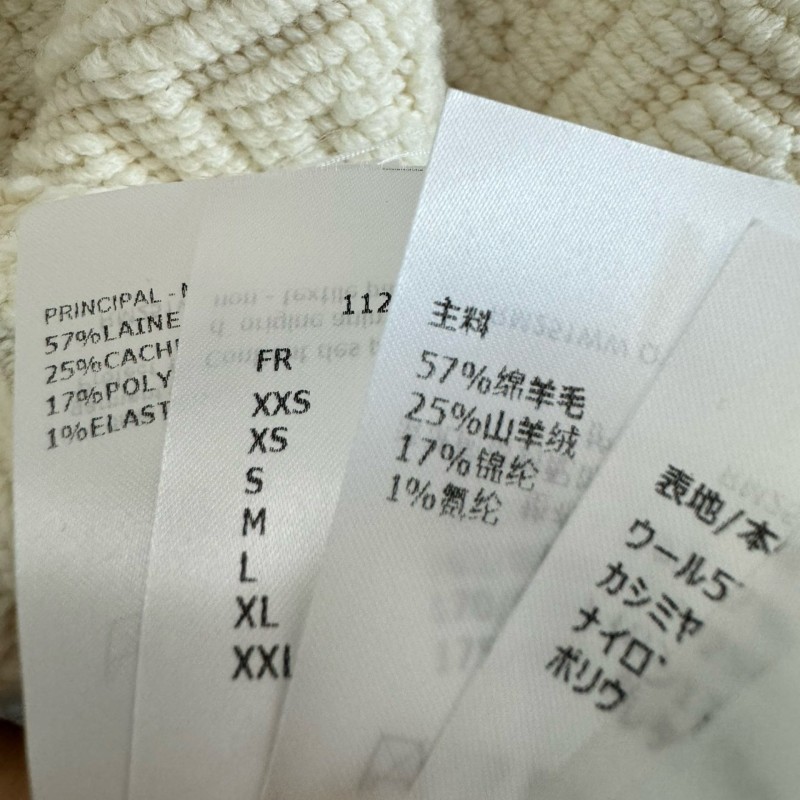 PRINCIPAL -
57%LAINE
25%CACH
17%POLY
1%ELAST
112
FR
XXS
XS
S
M
L
XL
XXL
主料
57%绵羊毛
25%山羊绒
17%锦纶
1%氨纶
表地/本
ウール5
カシミヤ
ナイロ
ポリウ